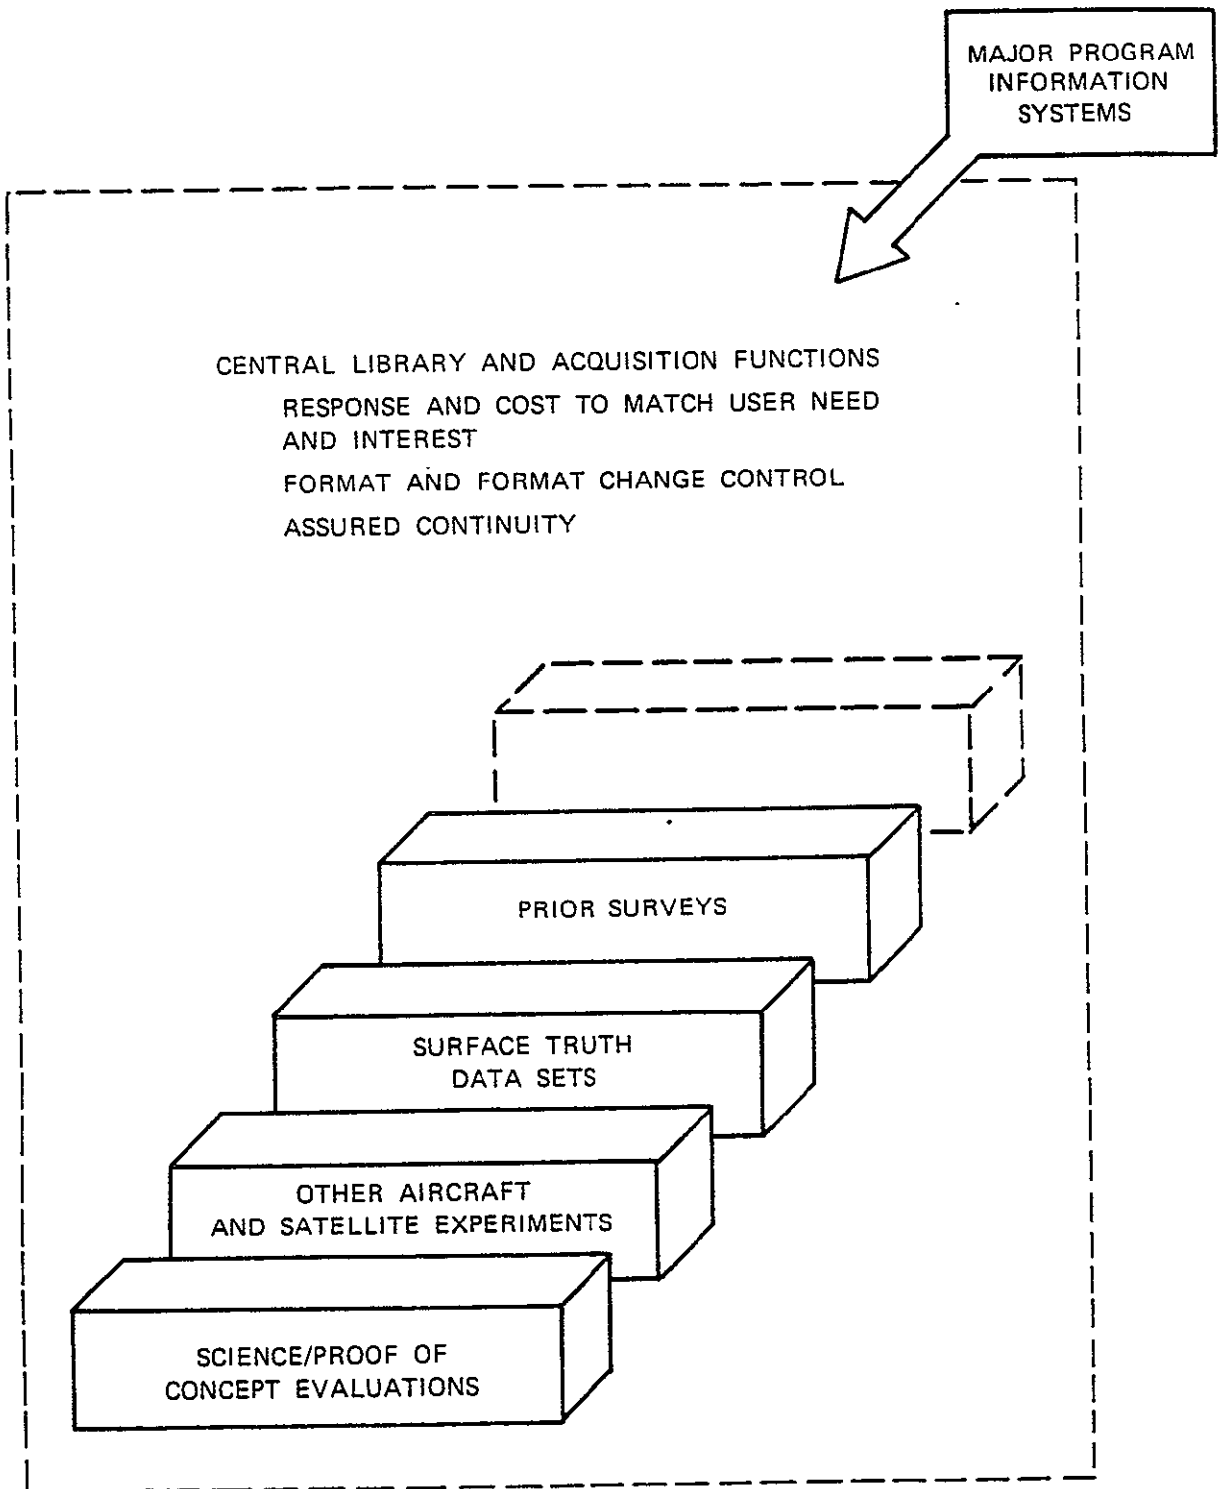 MAJOR PROGRAM
INFORMATION
SYSTEMS
CENTRAL LIBRARY AND ACQUISITION FUNCTIONS
RESPONSE AND COST TO MATCH USER NEED
AND INTEREST
FORMAT AND FORMAT CHANGE CONTROL
ASSURED CONTINUITY
PRIOR SURVEYS
SURFACE TRUTH
DATA SETS
OTHER AIRCRAFT
AND SATELLITE EXPERIMENTS
SCIENCE/PROOF OF
CONCEPT EVALUATIONS